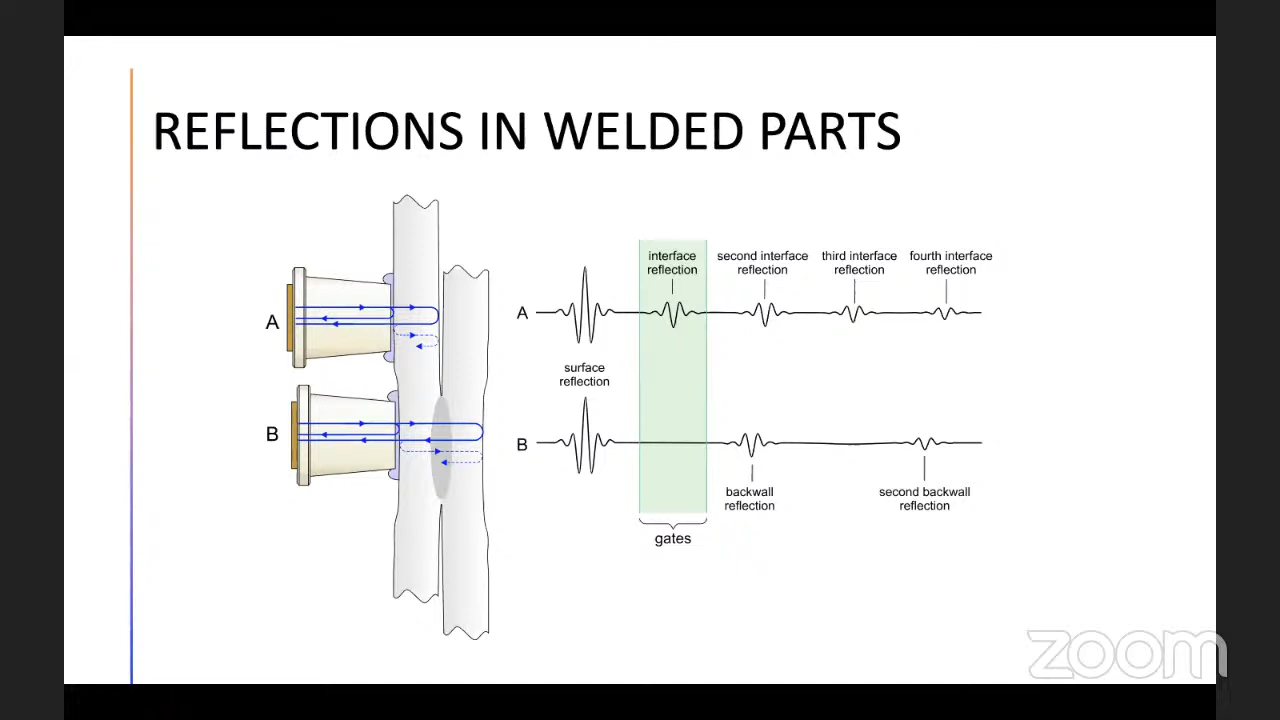 REFLECTIONS IN WELDED PARTS
A
B
A
interface
reflection
second interface
reflection
third interface
reflection
fourth interface
reflection
surface
reflection
B
backwall
reflection
second backwall
reflection
gates
zoom